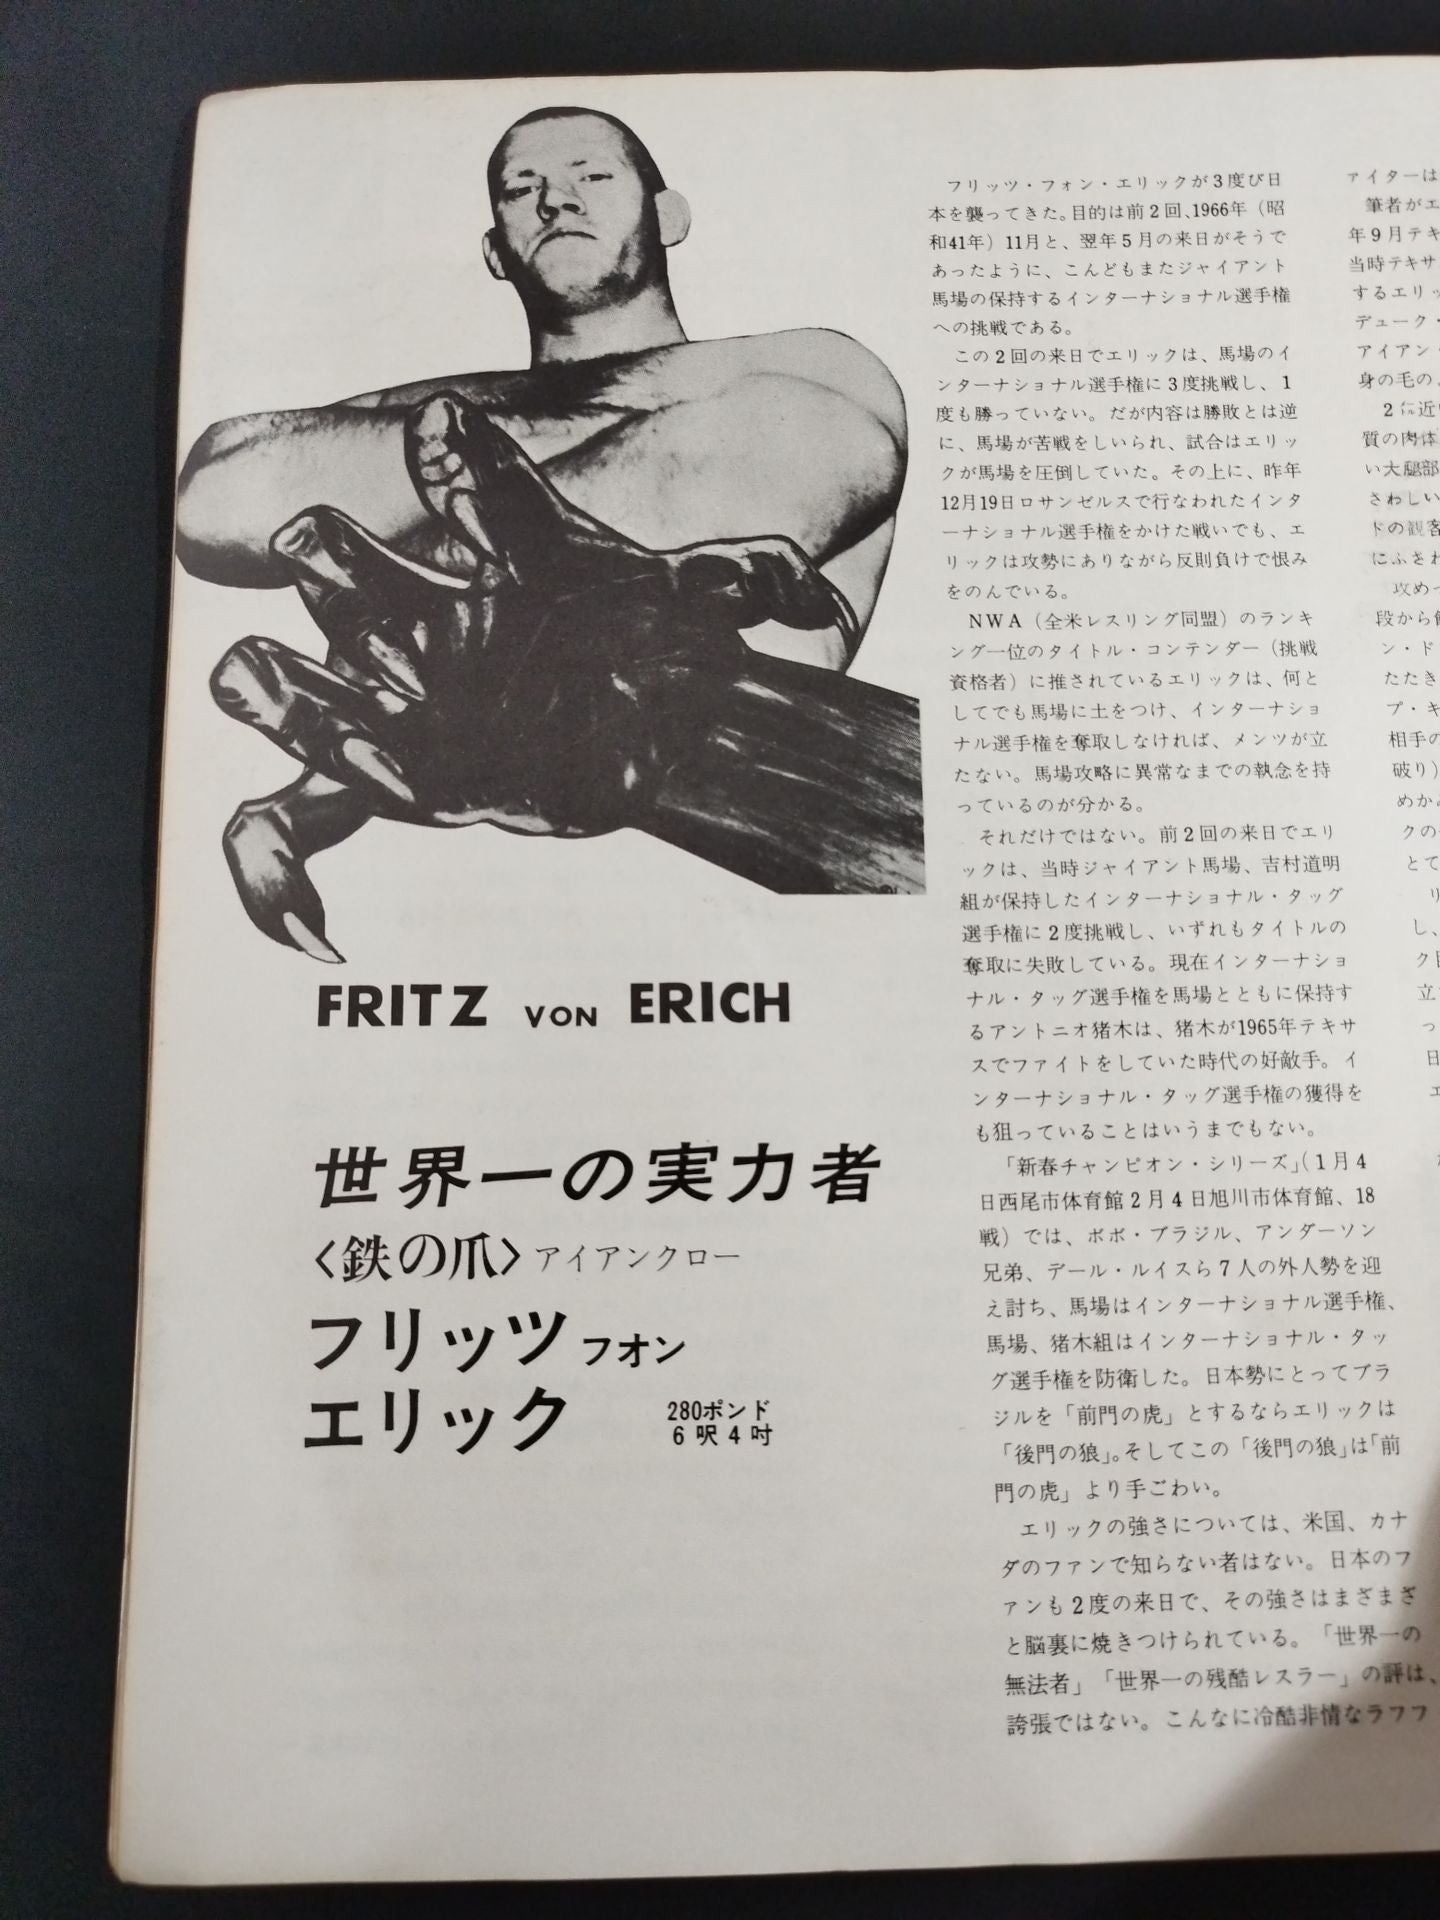 FRITZ VON ERICH
世界一の実力者
〈鉄の爪〉アイアンクロー
フリッツ フオン
エリック
280ポンド
6呎4吋
フリッツ・フォン・エリックが3度び日
本を襲ってきた。目的は前2回、1966年（昭
和41年）11月と、翌年5月の来日がそうで
あったように、こんどもまたジャイアント
馬場の保持するインターナショナル選手権
への挑戦である。
この2回の来日でエリックは、馬場のイ
ンターナショナル選手権に3度挑戦し、1
度も勝っていない。だが内容は勝敗とは逆
に、馬場が苦戦をしいられ、試合はエリッ
クが馬場を圧倒していた。その上に、昨年
12月19日ロサンゼルスで行なわれたインタ
ーナショナル選手権をかけた戦いでも、エ
リックは攻勢にありながら反則負けで恨み
をのんでいる。
NWA（全米レスリング同盟）のランキ
ング一位のタイトル・コンテンダー（挑戦
資格者）に推されているエリックは、何と
してでも馬場に土をつけ、インターナショ
ナル選手権を奪取しなければ、メンツが立
たない。馬場攻略に異常なまでの執念を持
っているのが分かる。
それだけではない。前2回の来日でエリ
ックは、当時ジャイアント馬場、吉村道明
組が保持したインターナショナル・タッグ
選手権に2度挑戦し、いずれもタイトルの
奪取に失敗している。現在インターナショ
ナル・タッグ選手権を馬場とともに保持す
るアントニオ猪木は、猪木が1965年テキサ
スでファイトをしていた時代の好敵手。イ
ンターナショナル・タッグ選手権の獲得を
も狙っていることはいうまでもない。
「新春チャンピオン・シリーズ」（1月4
日西尾市体育館2月4日旭川市体育館、18
戦）では、ボボ・ブラジル、アンダーソン
兄弟、デール・ルイスら7人の外人勢を迎
え討ち、馬場はインターナショナル選手権、
馬場、猪木組はインターナショナル・タッ
グ選手権を防衛した。日本勢にとってブラ
ジルを「前門の虎」とするならエリックは
「後門の狼」。そしてこの「後門の狼」は「前
門の虎」より手ごわい。
エリックの強さについては、米国、カナ
ダのファンで知らない者はない。日本のフ
ァンも2度の来日で、その強さはまざまざ
と脳裏に焼きつけられている。「世界一の
無法者」「世界一の残酷レスラー」の評は、
誇張ではない。こんなに冷酷非情なラフフ
ァイターは
筆者がエ
年9月テキ
当時テキサ
するエリッ
デューク・
アイアン・
身の毛の
質の肉体
い大腿部
さわしい
ドの観客
にふさわ
攻めっ
段から
ン・ド
たたき
プ・キ
相手の
破り）
めか
クの
とて
リ
し、
ク
立
っ
日
エ